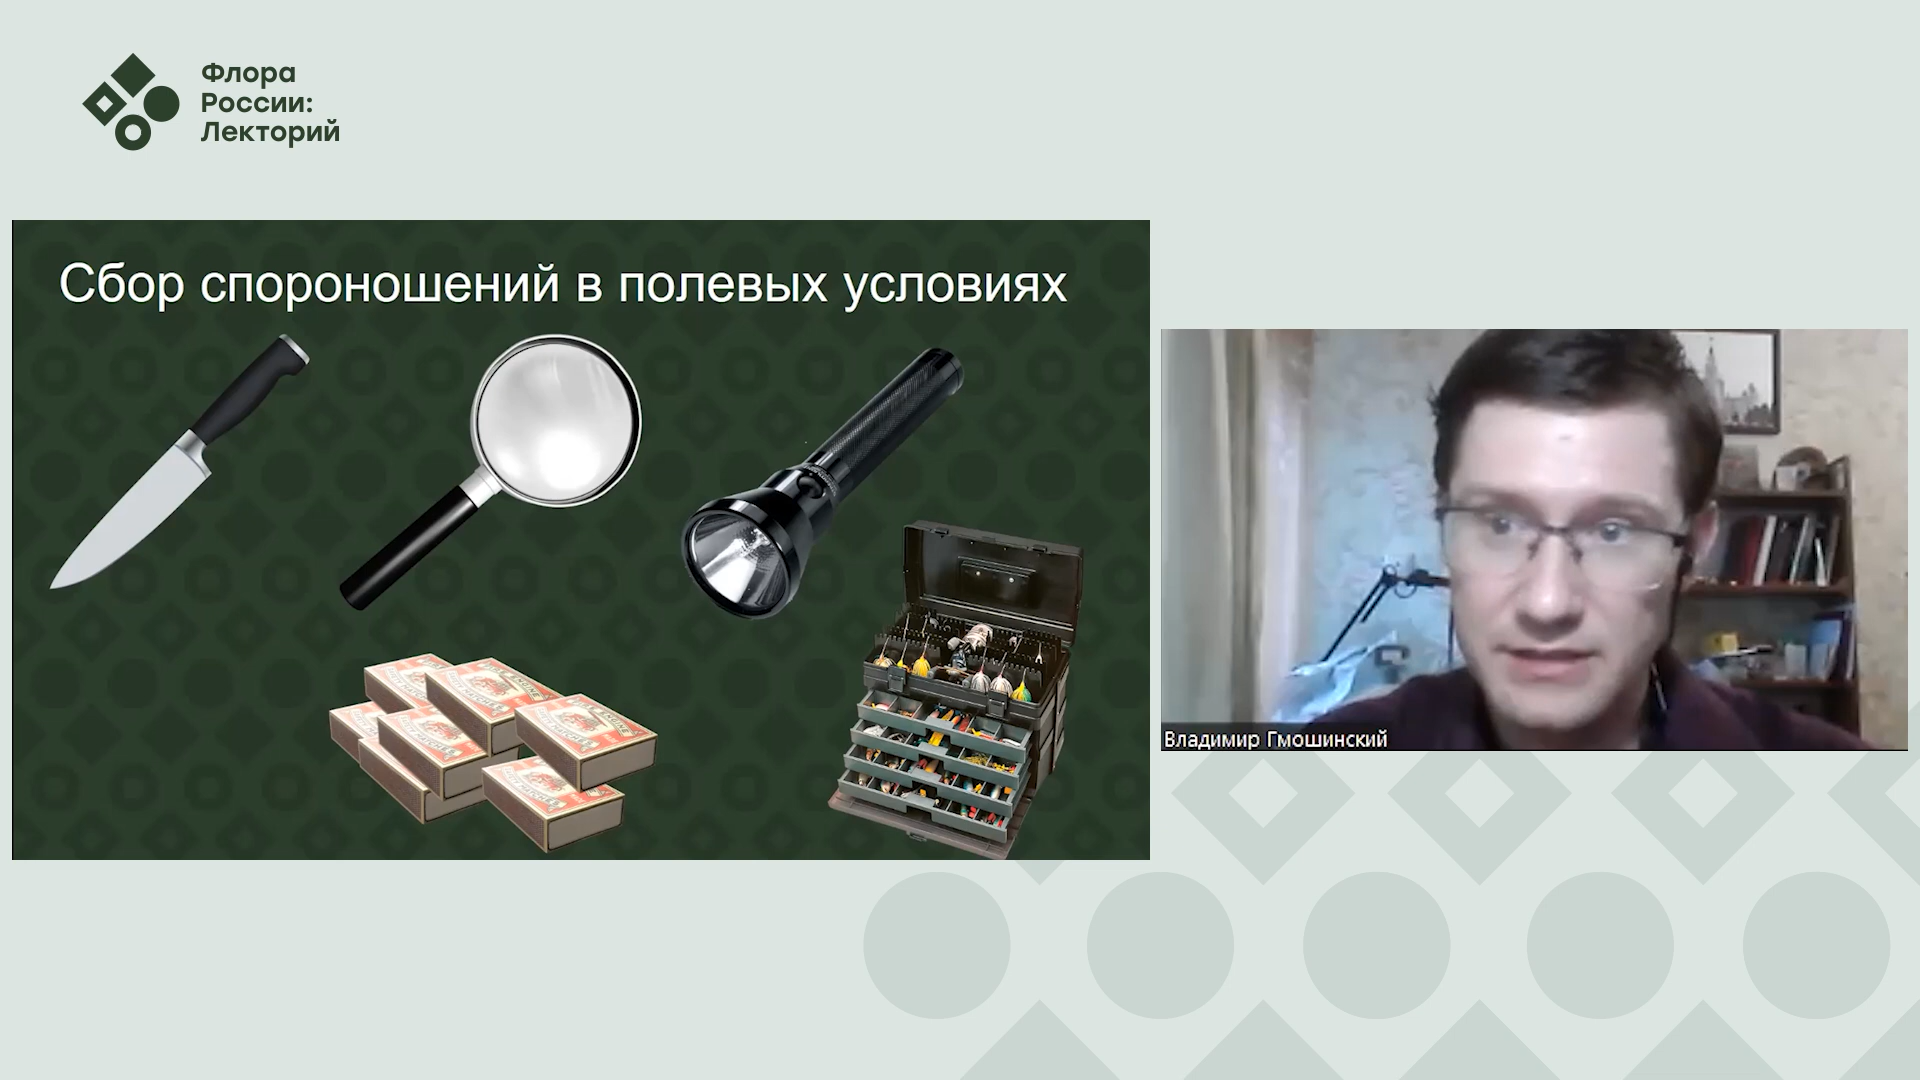 Флора
России:
Лекторий
Сбор спороношений в полевых условиях
Владимир Гмошинский